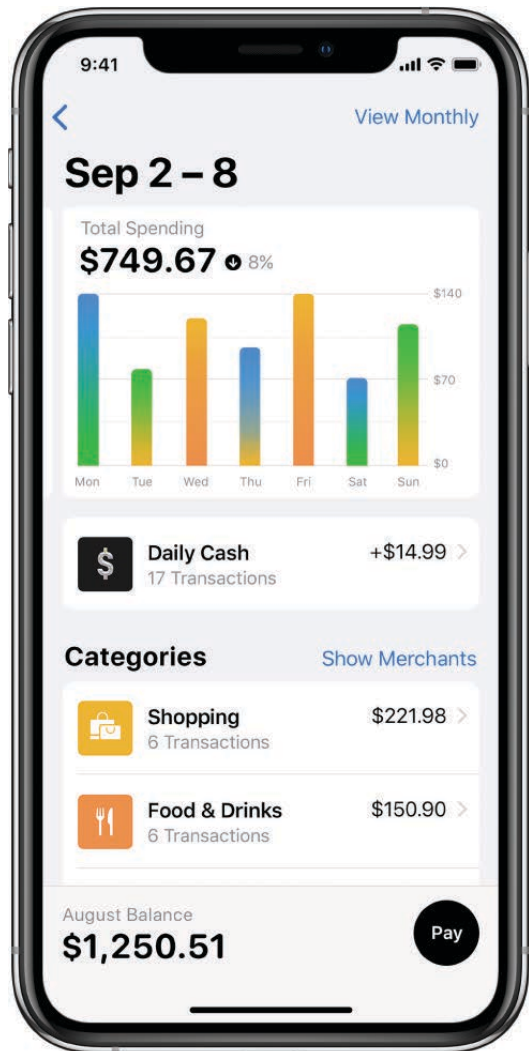 9:41
View Monthly
Sep 2 – 8
Total Spending
$749.67 8%
$140
$70
$0
Mon Tue Wed Thu Fri Sat Sun
$ Daily Cash +$14.99
17 Transactions
Categories Show Merchants
Shopping $221.98
6 Transactions
Food & Drinks $150.90
6 Transactions
August Balance
$1,250.51
Pay